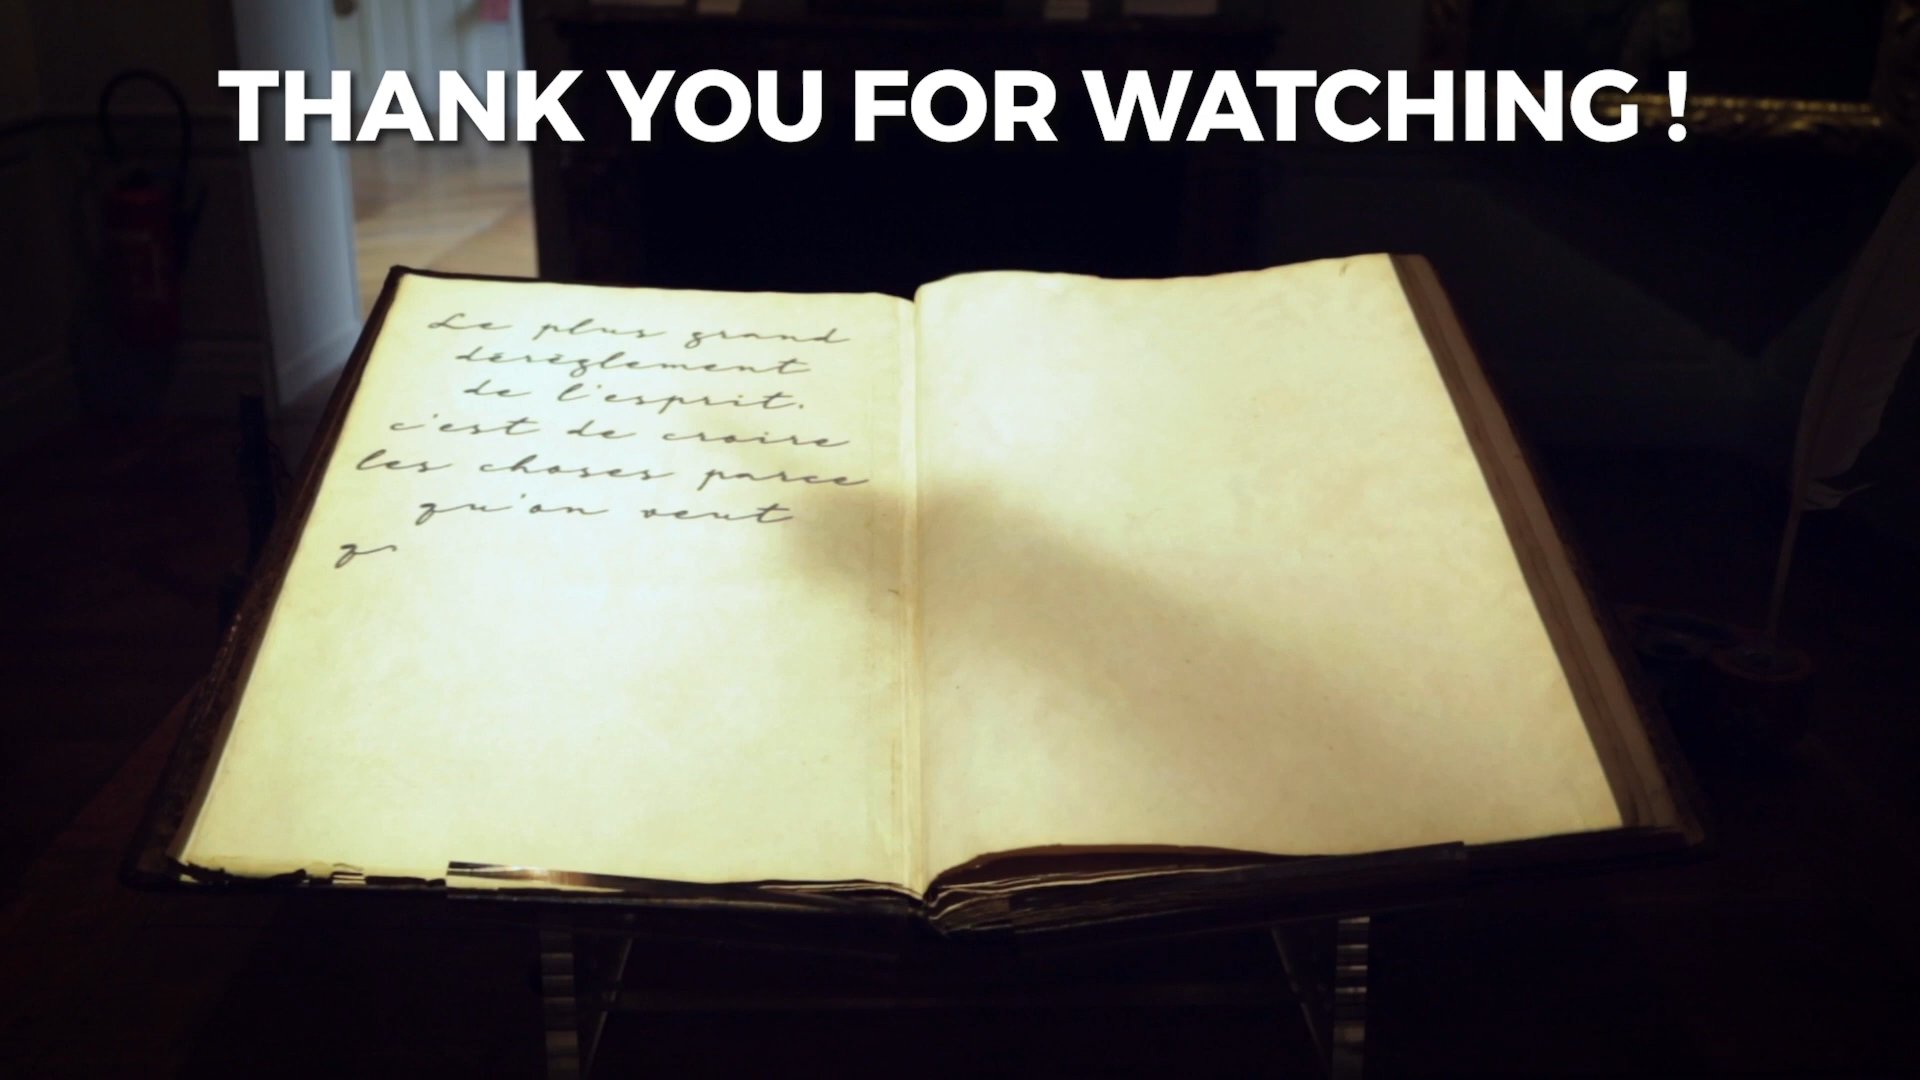 THANK YOU FOR WATCHING !
Le plus grand
dérèglement
de l'esprit,
c'est de croire
les choses parce
qu'on veut
q